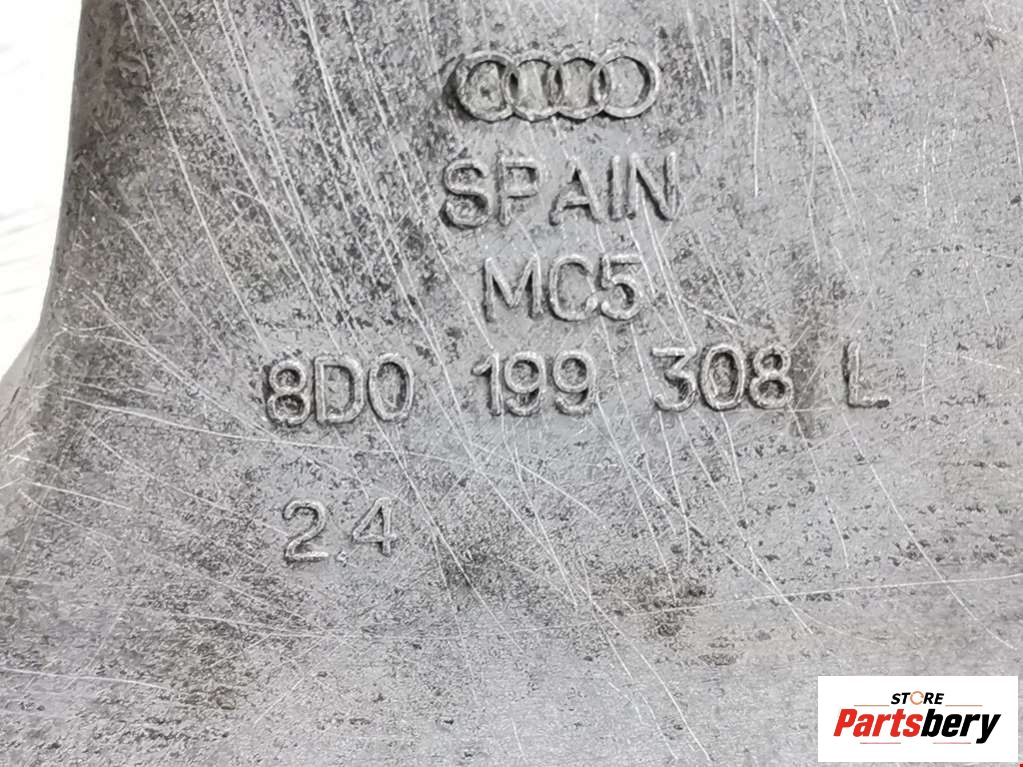 SPAIN
MC5
8D0 199 308 L
2.4
STORE
Partsbery